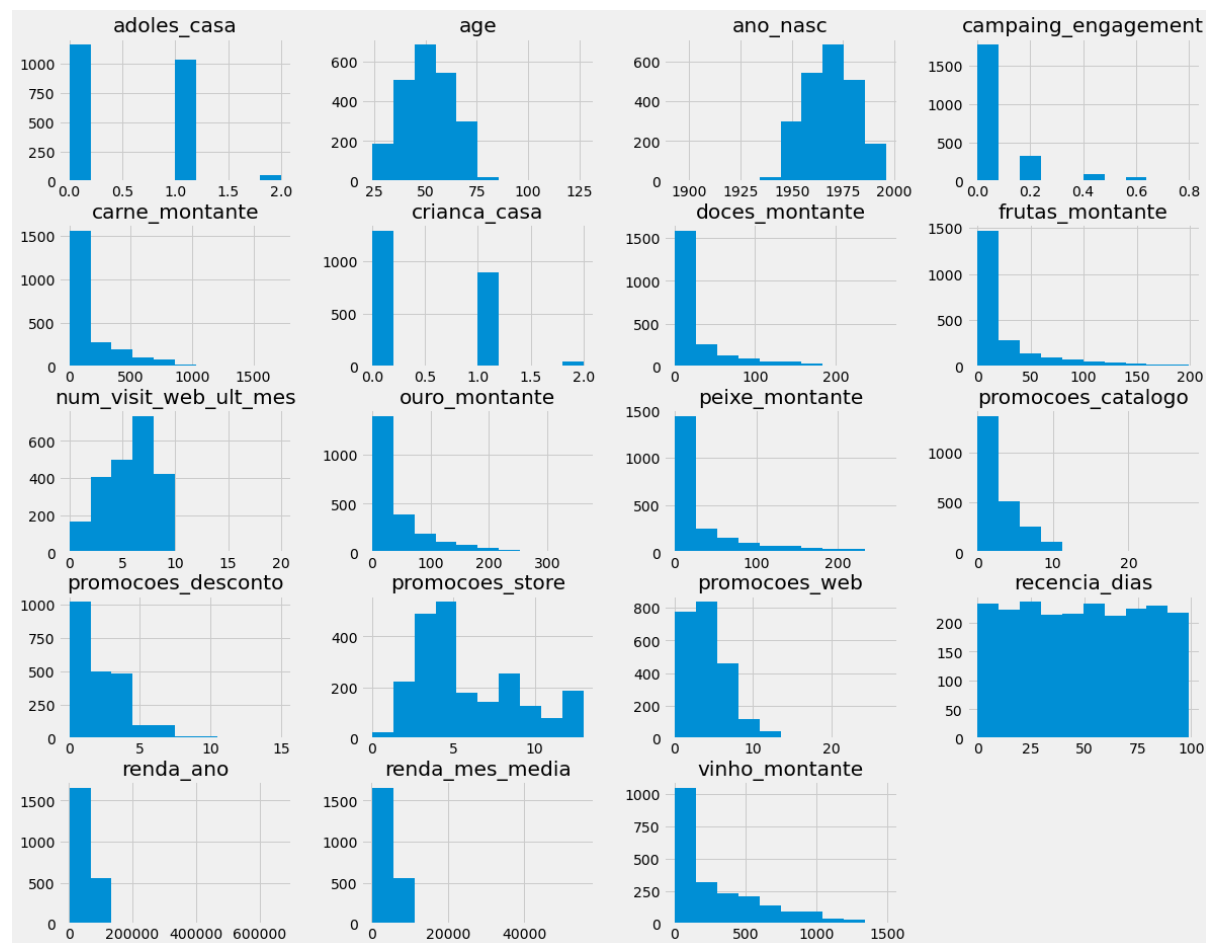 adoles_casa
1000
750
500
250
0
0.0 0.5 1.0 1.5 2.0
age
600
400
200
0
25 50 75 100 125
ano_nasc
600
400
200
0
1900 1925 1950 1975 2000
campaing_engagement
1500
1000
500
0
0.0 0.2 0.4 0.6 0.8
carne_montante
1500
1000
500
0
0 500 1000 1500
crianca_casa
1000
500
0
0.0 0.5 1.0 1.5 2.0
doces_montante
1500
1000
500
0
0 100 200
frutas_montante
1500
1000
500
0
0 50 100 150 200
num_visit_web_ult_mes
600
400
200
0
0 5 10 15 20
ouro_montante
1000
500
0
0 100 200 300
peixe_montante
1500
1000
500
0
0 100 200
promocoes_catalogo
1000
500
0
0 10 20
promocoes_desconto
1000
750
500
250
0
0 5 10 15
promocoes_store
400
200
0
0 5 10
promocoes_web
800
600
400
200
0
0 10 20
recencia_dias
200
150
100
50
0
0 25 50 75 100
renda_ano
1500
1000
500
0
0 200000 400000 600000
renda_mes_media
1500
1000
500
0
0 20000 40000
vinho_montante
1000
750
500
250
0
0 500 1000 1500